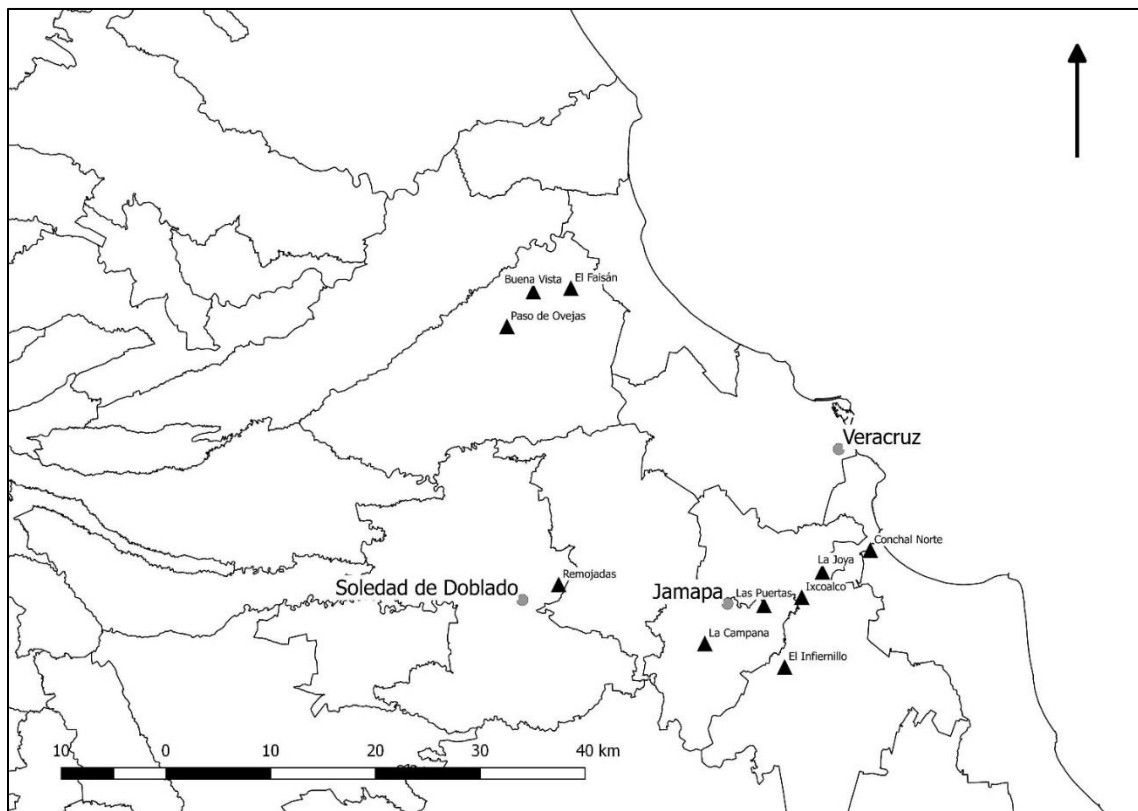 Buena Vista
El Faisán
Paso de Ovejas
Veracruz
Conchal Norte
La Joya
Remojadas
Soledad de Doblado
Jamapa
Las Puertas
Ixcoalco
La Campana
El Infiernillo
10 0 10 20 30 40 km